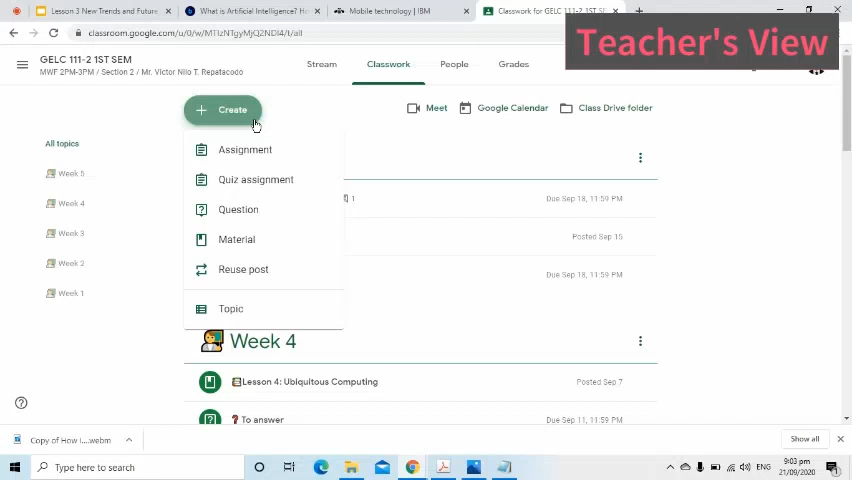 Lesson 3 New Trends and Future
What is Artificial Intelligence? H
Mobile technology | IBM
Classwork for GELC 111-2 1ST SE
classroom.google.com/u/0/w/MTIzNTgyMjQ2NDI4/t/all
Teacher's View
GELC 111-2 1ST SEM
MWF 2PM-3PM / Section 2 / Mr. Victor Nilo T. Repatacodo
Stream
Classwork
People
Grades
Create
Meet
Google Calendar
Class Drive folder
All topics
Week 5
Week 4
Week 3
Week 2
Week 1
Assignment
Quiz assignment
Question
Material
Reuse post
Topic
1
Due Sep 18, 11:59 PM
Posted Sep 15
Due Sep 18, 11:59 PM
Week 4
Lesson 4: Ubiquitous Computing
Posted Sep 7
To answer
Due Sep 11, 11:59 PM
Copy of How I....webm
Show all
Type here to search
ENG
9:03 pm
21/09/2020